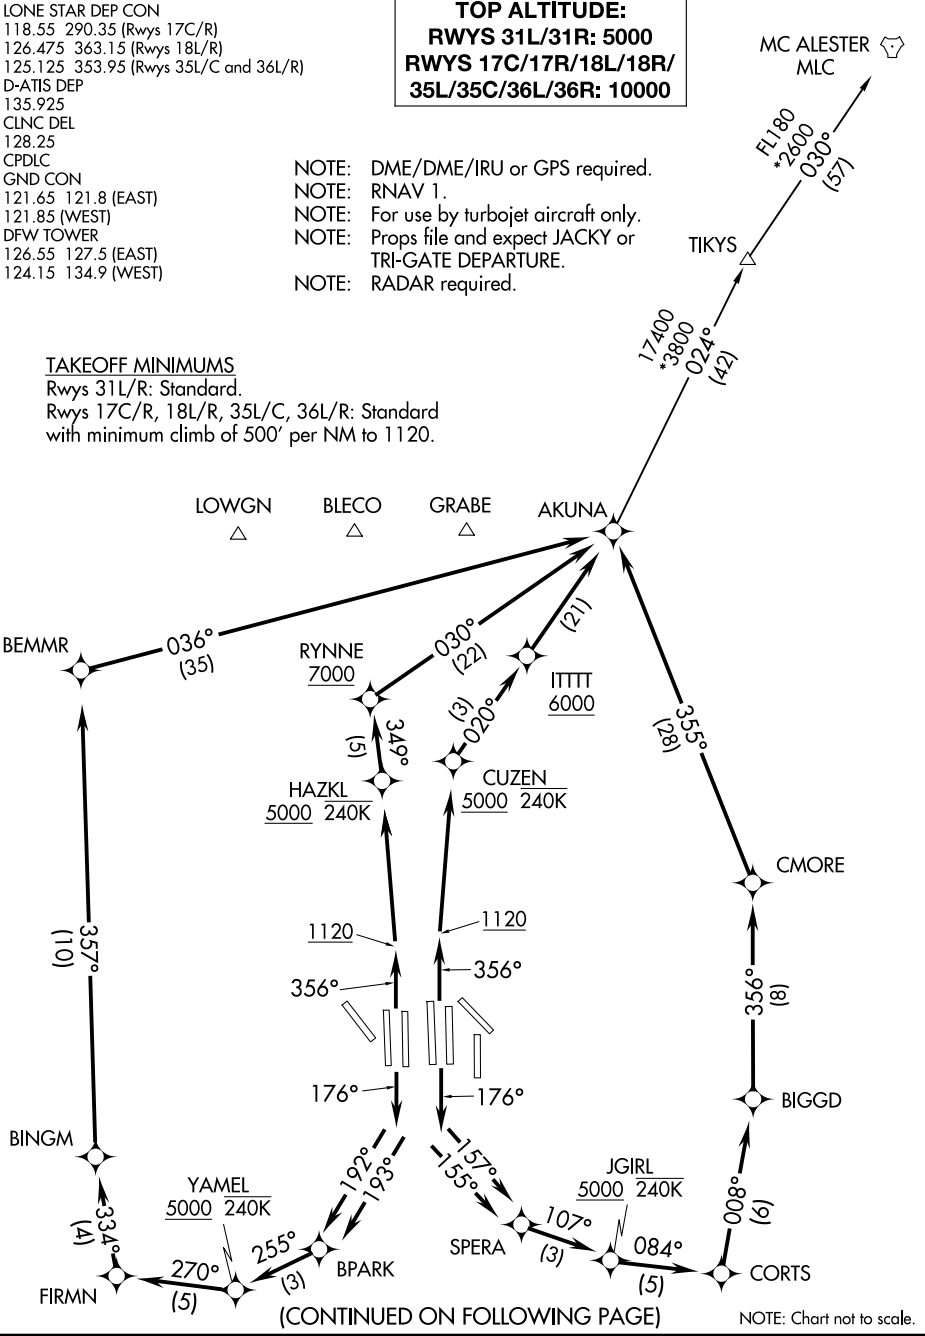 LONE STAR DEP CON
118.55 290.35 (Rwys 17C/R)
126.475 363.15 (Rwys 18L/R)
125.125 353.95 (Rwys 35L/C and 36L/R)
D-ATIS DEP
135.925
CLNC DEL
128.25
CPDLC
GND CON
121.65 121.8 (EAST)
121.85 (WEST)
DFW TOWER
126.55 127.5 (EAST)
124.15 134.9 (WEST)
TOP ALTITUDE:
RWYS 31L/31R: 5000
RWYS 17C/17R/18L/18R/
35L/35C/36L/36R: 10000
MC ALESTER
MLC
FL180
*2600
030°
(57)
NOTE: DME/DME/IRU or GPS required.
NOTE: RNAV 1.
NOTE: For use by turbojet aircraft only.
NOTE: Props file and expect JACKY or
TRI-GATE DEPARTURE.
NOTE: RADAR required.
TIKYS
17400
*3800
024°
(42)
TAKEOFF MINIMUMS
Rwys 31L/R: Standard.
Rwys 17C/R, 18L/R, 35L/C, 36L/R: Standard
with minimum climb of 500' per NM to 1120.
LOWGN
BLECO
GRABE
AKUNA
BEMMR
036°
(35)
RYNNE
7000
030°
(22)
(21)
ITTTT
6000
(3)
020°
349°
(5)
355°
(28)
HAZKL
5000 240K
CUZEN
5000 240K
CMORE
357°
(10)
1120
1120
356°
356°
356°
(8)
176°
176°
BIGGD
BINGM
192°
193°
157°
155°
YAMEL
5000 240K
JGIRL
5000 240K
334°
(4)
008°
(6)
255°
(3)
BPARK
SPERA
107°
(3)
084°
(5)
CORTS
FIRMN
270°
(5)
(CONTINUED ON FOLLOWING PAGE)
NOTE: Chart not to scale.